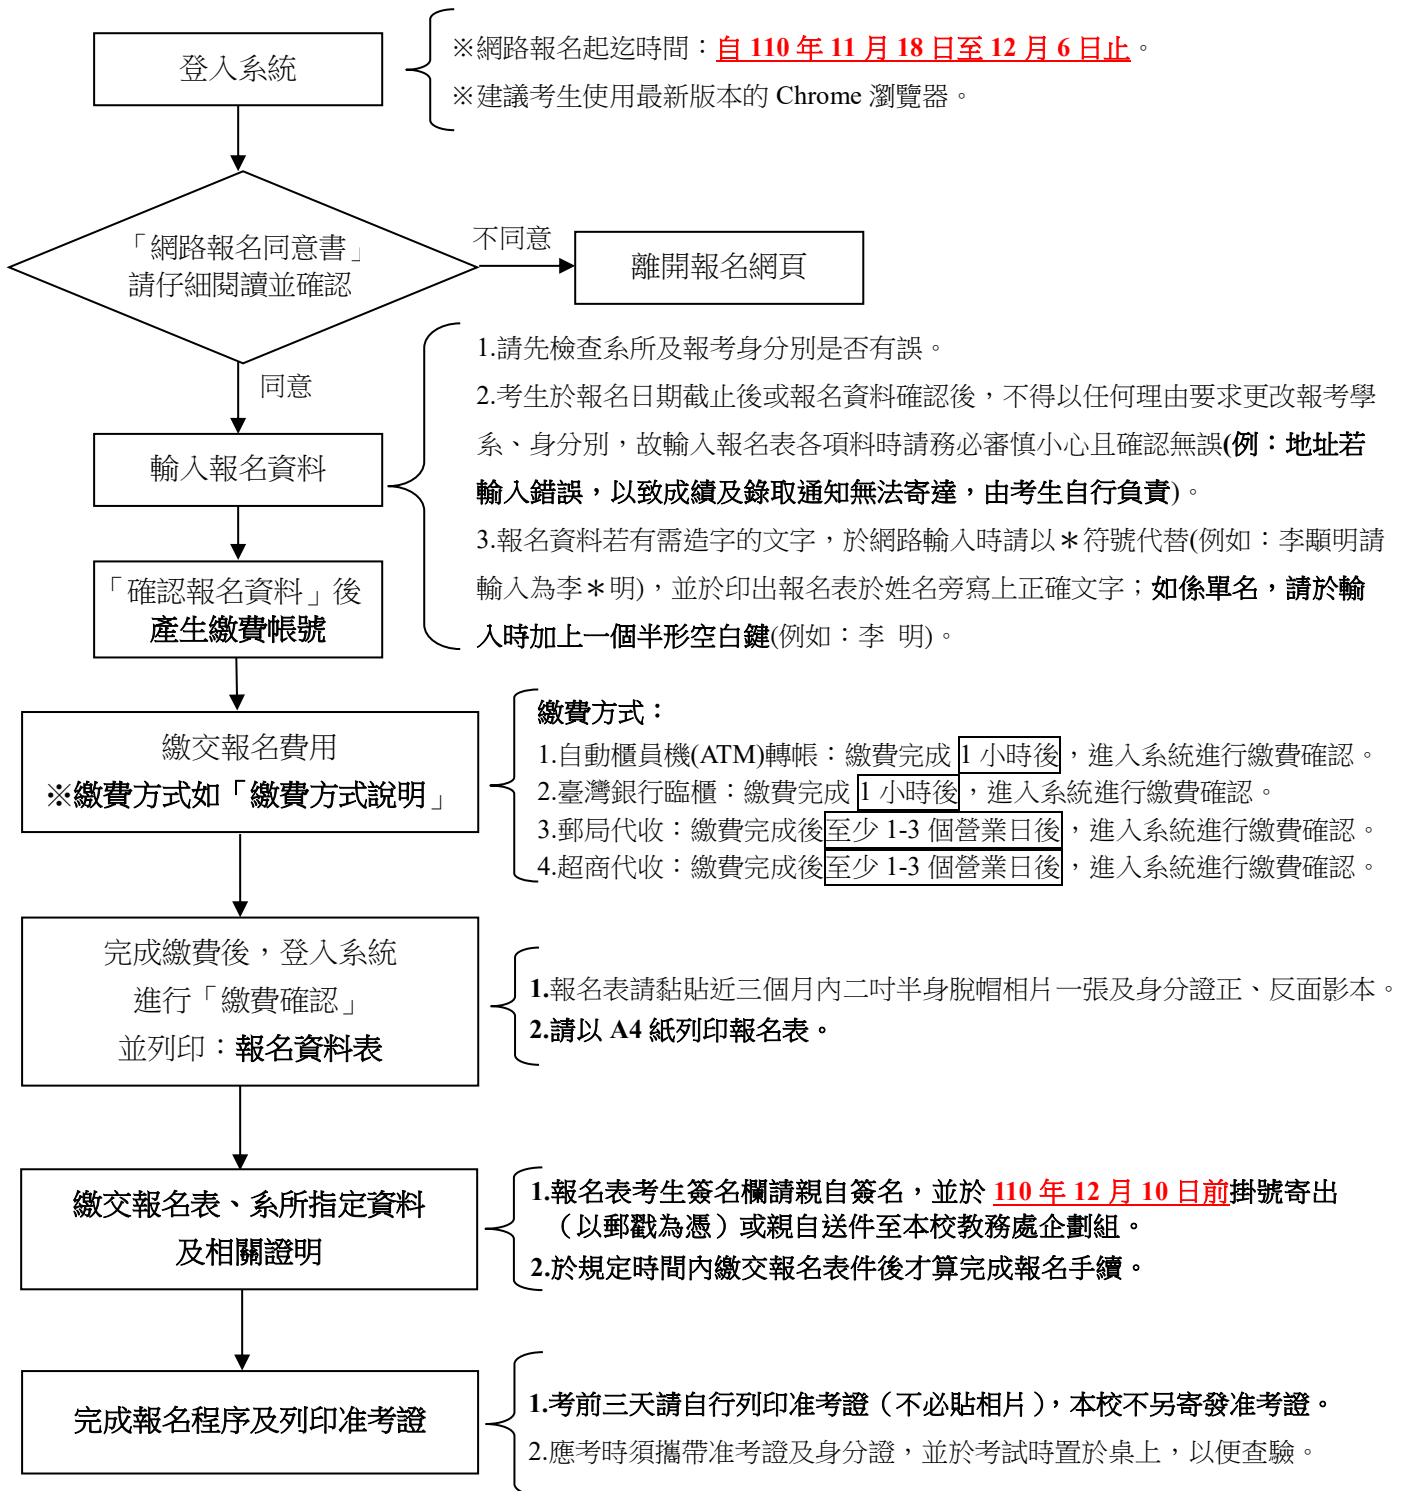 登入系統
※網路報名起迄時間：自 110 年 11 月 18 日至 12 月 6 日止。
※建議考生使用最新版本的 Chrome 瀏覽器。
「網路報名同意書」
請仔細閱讀並確認
不同意
離開報名網頁
同意
輸入報名資料
1.請先檢查系所及報考身分別是否有誤。
2.考生於報名日期截止後或報名資料確認後，不得以任何理由要求更改報考學
系、身分別，故輸入報名表各項料時請務必審慎小心且確認無誤(例：地址若
輸入錯誤，以致成績及錄取通知無法寄達，由考生自行負責)。
3.報名資料若有需造字的文字，於網路輸入時請以＊符號代替(例如：李顯明請
輸入為李＊明)，並於印出報名表於姓名旁寫上正確文字；如係單名，請於輸
入時加上一個半形空白鍵(例如：李 明)。
「確認報名資料」後
產生繳費帳號
繳交報名費用
※繳費方式如「繳費方式說明」
繳費方式：
1.自動櫃員機(ATM)轉帳：繳費完成 1 小時後，進入系統進行繳費確認。
2.臺灣銀行臨櫃：繳費完成 1 小時後，進入系統進行繳費確認。
3.郵局代收：繳費完成後至少 1-3 個營業日後，進入系統進行繳費確認。
4.超商代收：繳費完成後至少 1-3 個營業日後，進入系統進行繳費確認。
完成繳費後，登入系統
進行「繳費確認」
並列印：報名資料表
1.報名表請黏貼近三個月內二吋半身脫帽相片一張及身分證正、反面影本。
2.請以 A4 紙列印報名表。
繳交報名表、系所指定資料
及相關證明
1.報名表考生簽名欄請親自簽名，並於 110 年 12 月 10 日前掛號寄出
（以郵戳為憑）或親自送件至本校教務處企劃組。
2.於規定時間內繳交報名表件後才算完成報名手續。
完成報名程序及列印准考證
1.考前三天請自行列印准考證（不必貼相片），本校不另寄發准考證。
2.應考時須攜帶准考證及身分證，並於考試時置於桌上，以便查驗。